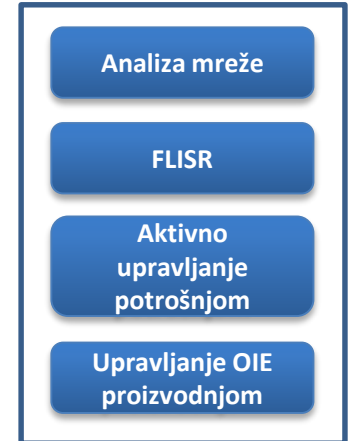 Analiza mreže
FLISR
Aktivno
upravljanje
potrošnjom
Upravljanje OIE
proizvodnjom